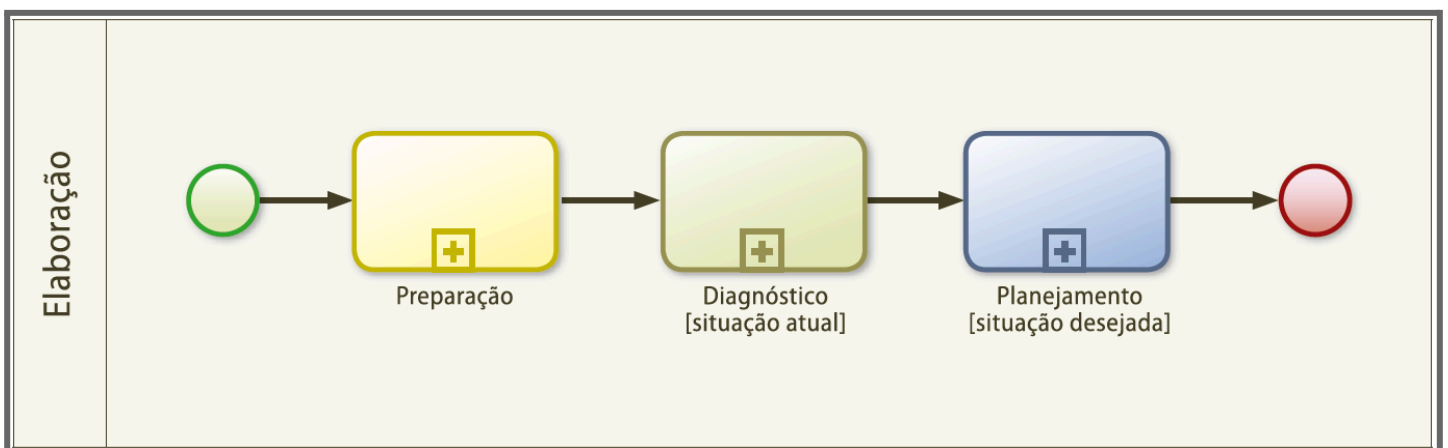 Elaboração
Preparação
Diagnóstico
[situação atual]
Planejamento
[situação desejada]